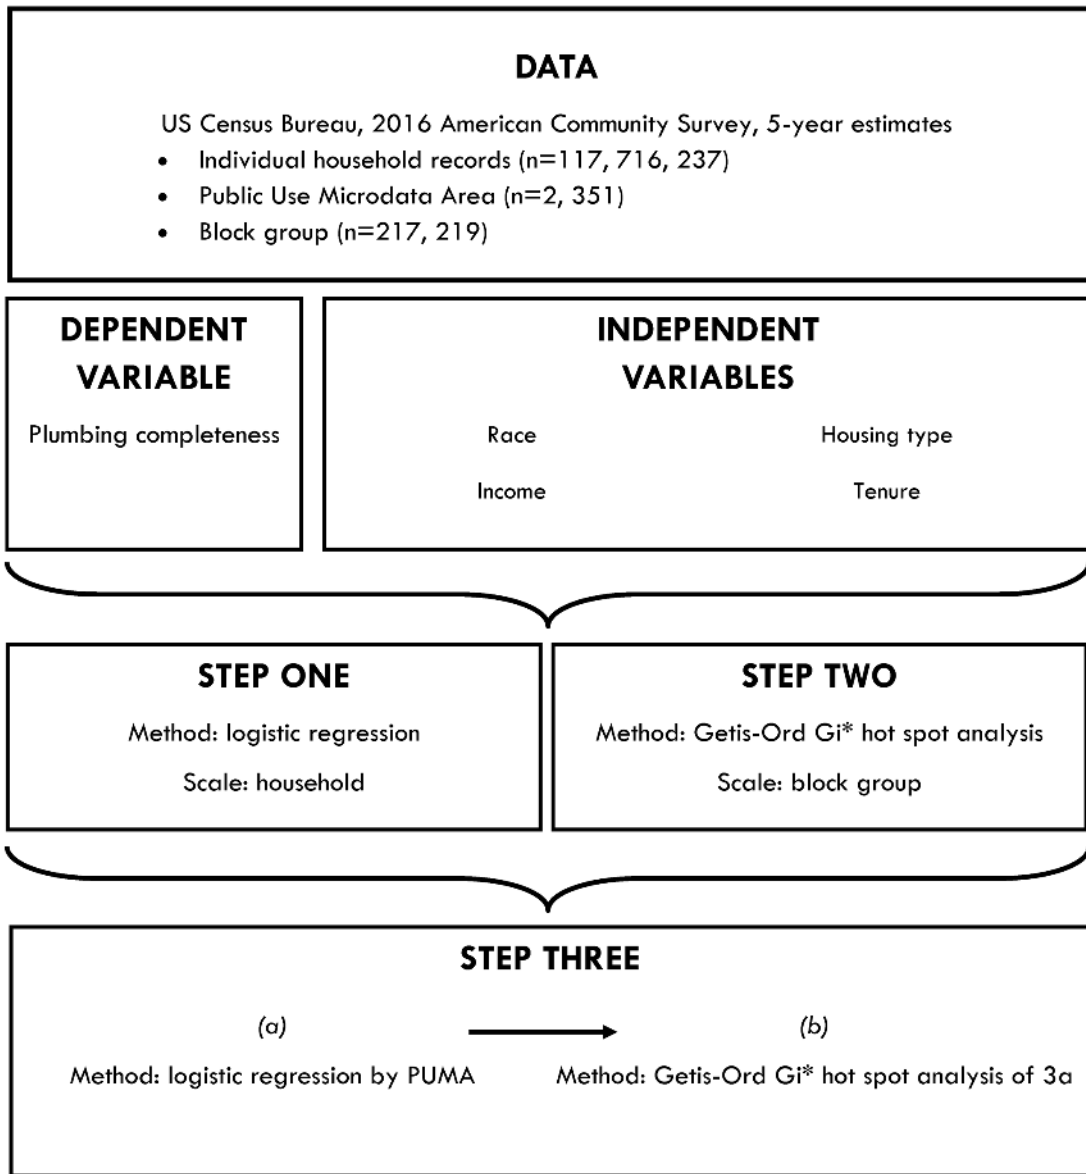 DATA
US Census Bureau, 2016 American Community Survey, 5-year estimates
• Individual household records (n=117, 716, 237)
• Public Use Microdata Area (n=2, 351)
• Block group (n=217, 219)
DEPENDENT
VARIABLE
Plumbing completeness
INDEPENDENT
VARIABLES
Race
Housing type
Income
Tenure
STEP ONE
Method: logistic regression
Scale: household
STEP TWO
Method: Getis-Ord Gi* hot spot analysis
Scale: block group
STEP THREE
(a)
Method: logistic regression by PUMA
(b)
Method: Getis-Ord Gi* hot spot analysis of 3a